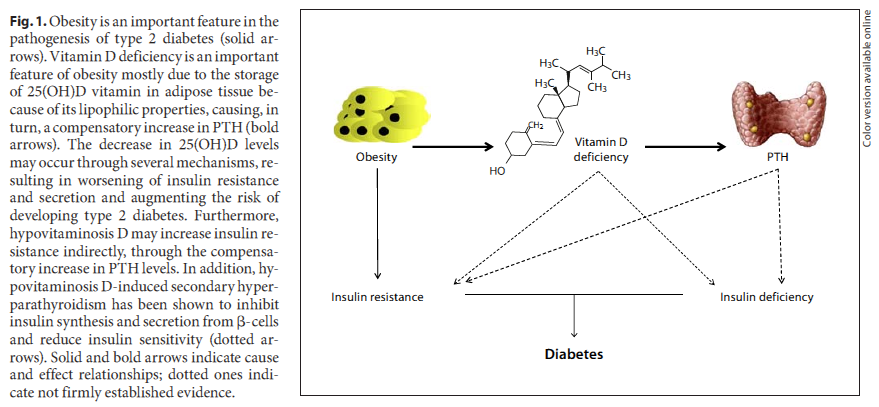 Fig. 1. Obesity is an important feature in the
pathogenesis of type 2 diabetes (solid ar-
rows). Vitamin D deficiency is an important
feature of obesity mostly due to the storage
of 25(OH)D vitamin in adipose tissue be-
cause of its lipophilic properties, causing, in
turn, a compensatory increase in PTH (bold
arrows). The decrease in 25(OH)D levels
may occur through several mechanisms, re-
sulting in worsening of insulin resistance
and secretion and augmenting the risk of
developing type 2 diabetes. Furthermore,
hypovitaminosis D may increase insulin re-
sistance indirectly, through the compensa-
tory increase in PTH levels. In addition, hy-
povitaminosis D-induced secondary hyper-
parathyroidism has been shown to inhibit
insulin synthesis and secretion from β-cells
and reduce insulin sensitivity (dotted ar-
rows). Solid and bold arrows indicate cause
and effect relationships; dotted ones indi-
cate not firmly established evidence.
H₃C
H₃C
CH₃
H₃C
CH₃
CH₂
HO
Obesity
Vitamin D
deficiency
PTH
Insulin resistance
Insulin deficiency
Diabetes
Color version available online